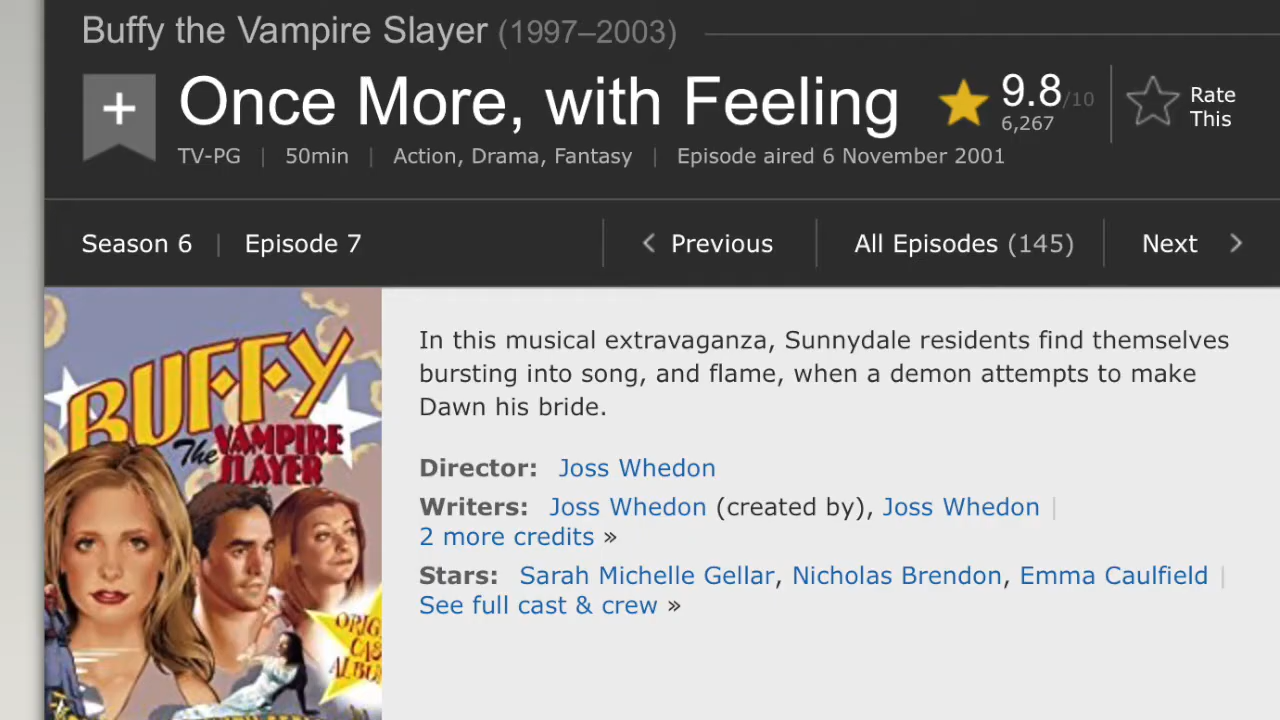 Buffy the Vampire Slayer (1997–2003)
+ Once More, with Feeling 9.8/10
6,267
Rate This
TV-PG | 50min | Action, Drama, Fantasy | Episode aired 6 November 2001
Season 6 | Episode 7 < Previous All Episodes (145) Next >
BUFFY
The VAMPIRE
SLAYER
ORIG
CAS
ALBU
In this musical extravaganza, Sunnydale residents find themselves
bursting into song, and flame, when a demon attempts to make
Dawn his bride.
Director: Joss Whedon
Writers: Joss Whedon (created by), Joss Whedon |
2 more credits »
Stars: Sarah Michelle Gellar, Nicholas Brendon, Emma Caulfield |
See full cast & crew »